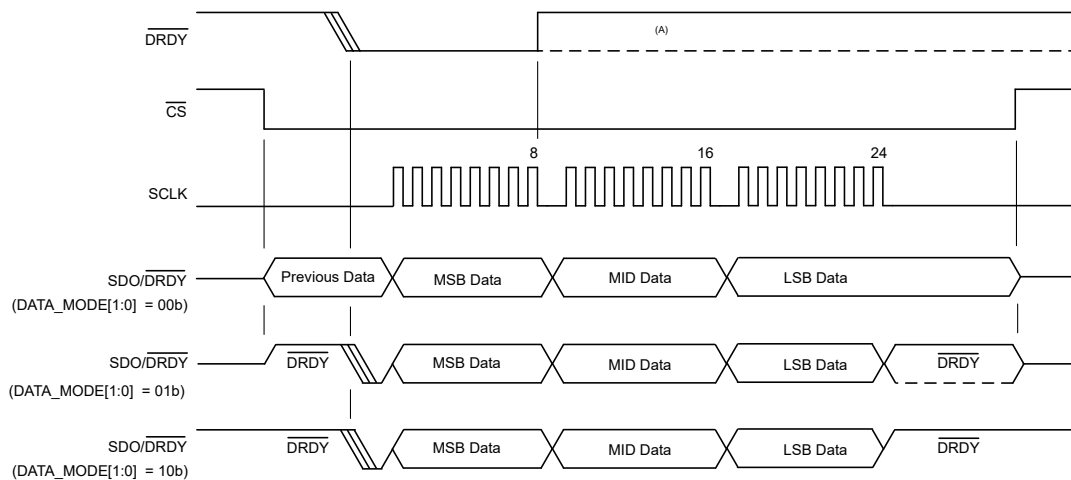 DRDY
(A)
CS
8 16 24
SCLK
Previous Data MSB Data MID Data LSB Data
SDO/DRDY
(DATA_MODE[1:0] = 00b)
SDO/DRDY DRDY MSB Data MID Data LSB Data DRDY
(DATA_MODE[1:0] = 01b)
SDO/DRDY DRDY MSB Data MID Data LSB Data DRDY
(DATA_MODE[1:0] = 10b)